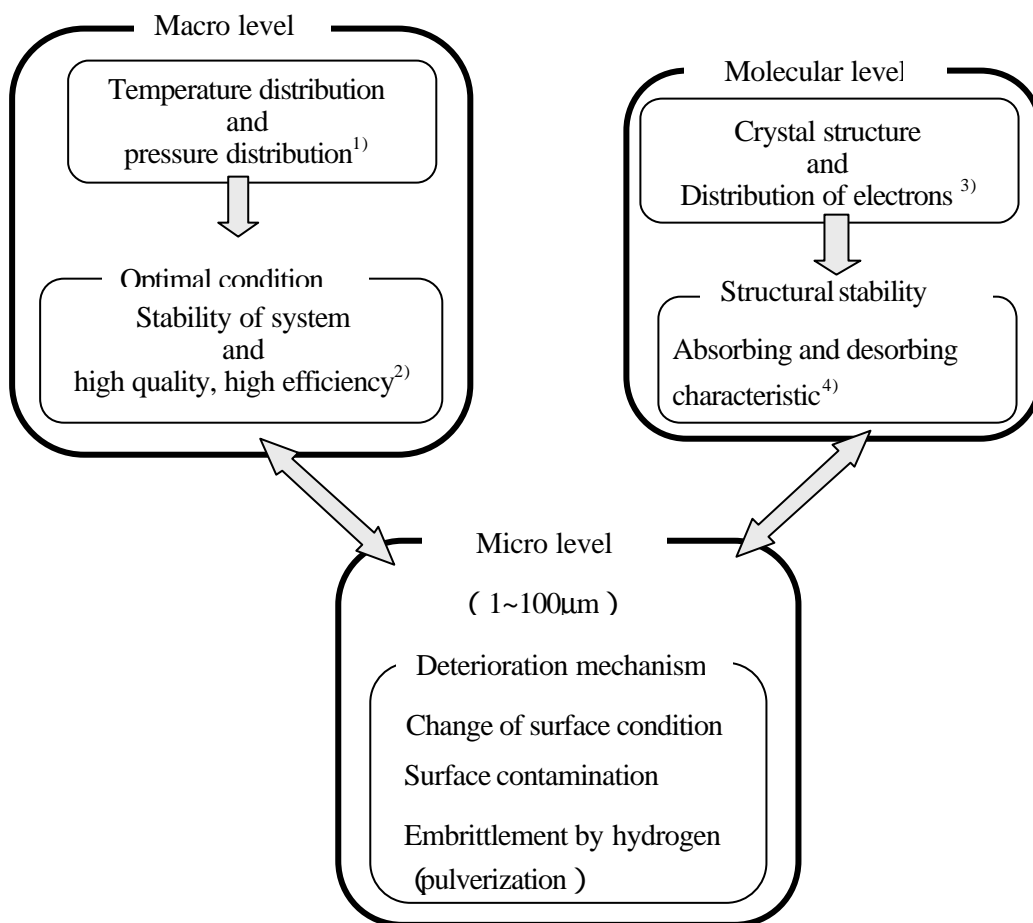 Macro level
Temperature distribution
and
pressure distribution1)
Optimal condition
Stability of system
and
high quality, high efficiency2)
Molecular level
Crystal structure
and
Distribution of electrons 3)
Structural stability
Absorbing and desorbing
characteristic4)
Micro level
( 1~100μm )
Deterioration mechanism
Change of surface condition
Surface contamination
Embrittlement by hydrogen
(pulverization )